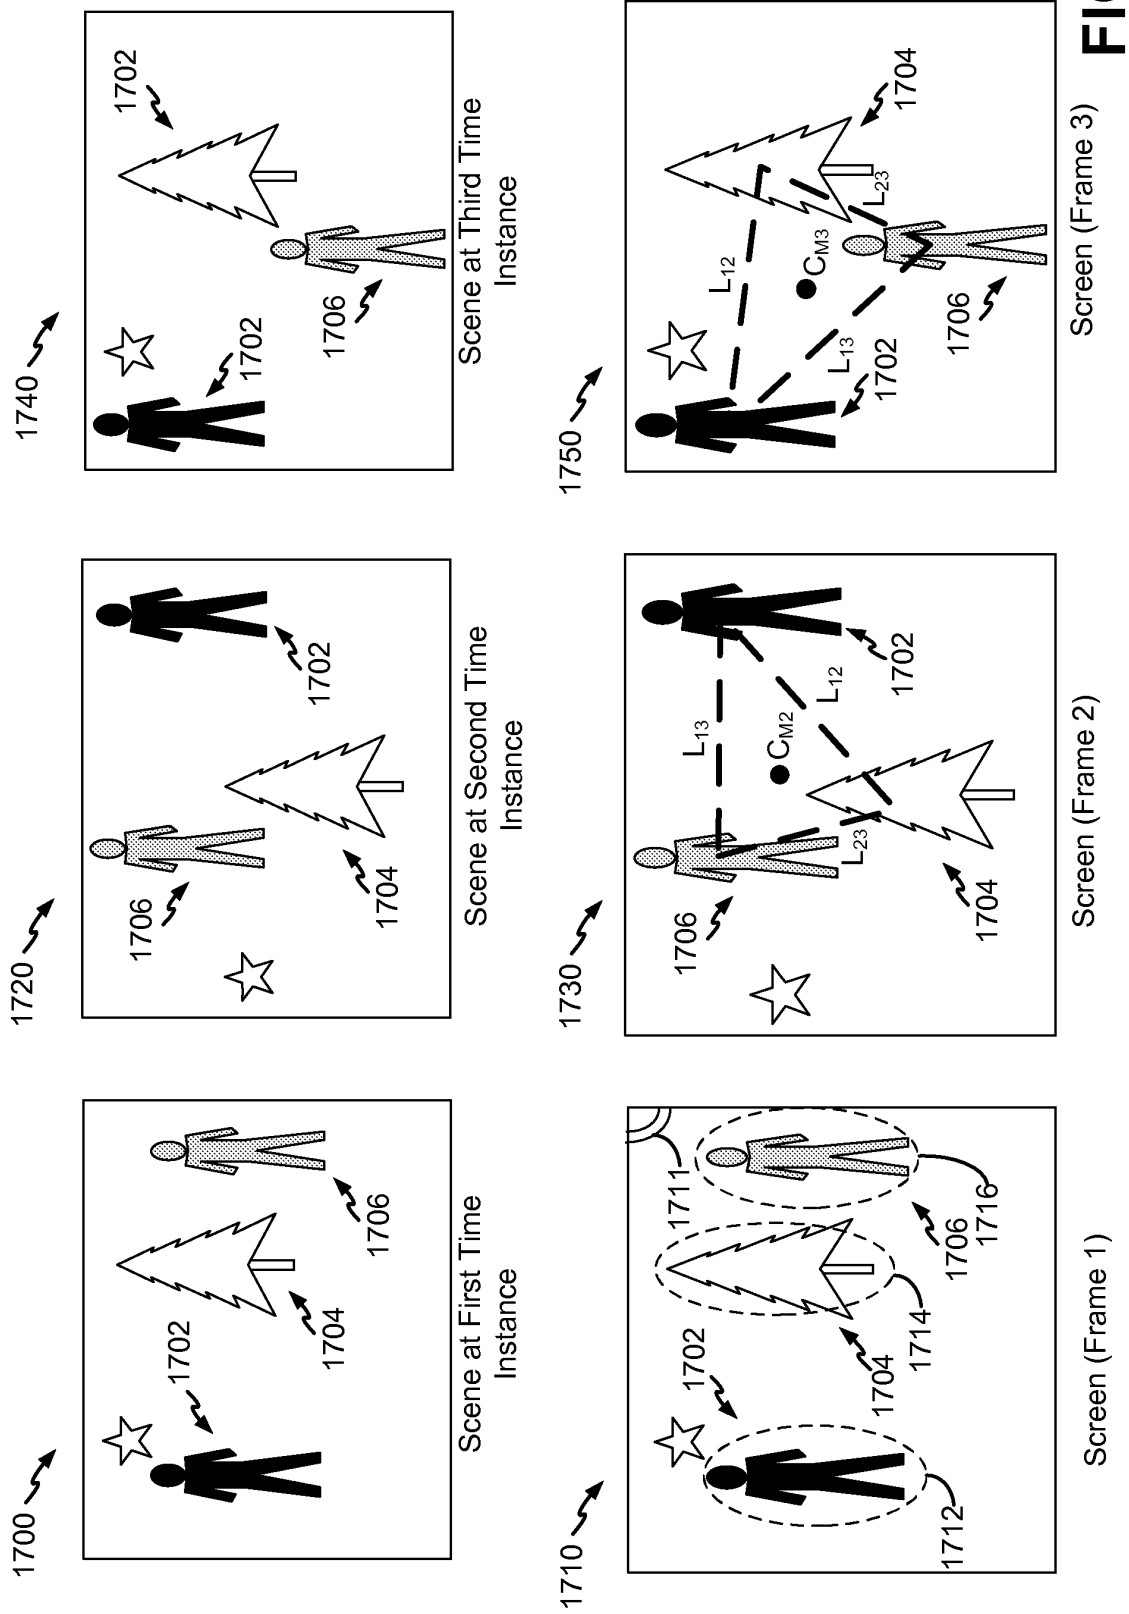 1700
1702
1704
1706
Scene at First Time
Instance
1720
1706
1704
1702
Scene at Second Time
Instance
1740
1702
1702
1706
Scene at Third Time
Instance
1710
1702
1711
1704
1714
1706
1716
1712
Screen (Frame 1)
1730
1706
L13
CM2
L12
L23
1702
1704
Screen (Frame 2)
1750
L12
CM3
L13
L23
1704
1702
1706
Screen (Frame 3)